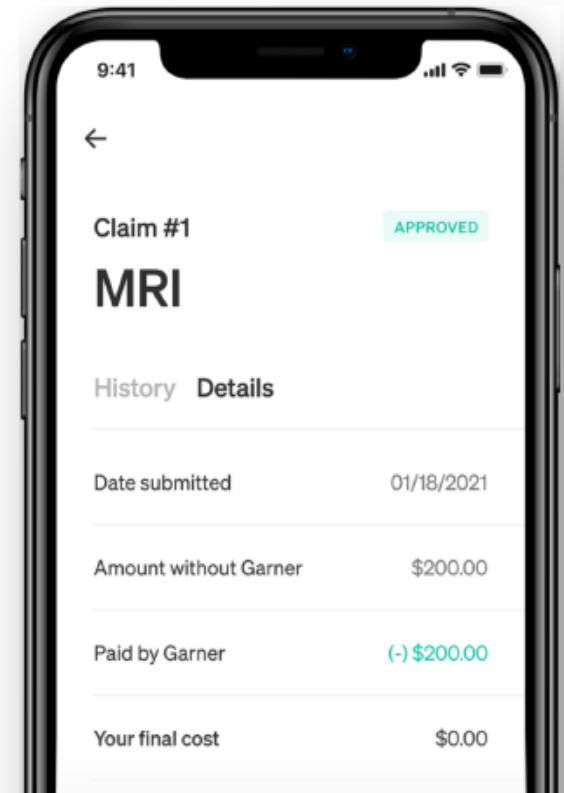 9:41
Claim #1 APPROVED
MRI
History Details
Date submitted 01/18/2021
Amount without Garner $200.00
Paid by Garner (-) $200.00
Your final cost $0.00